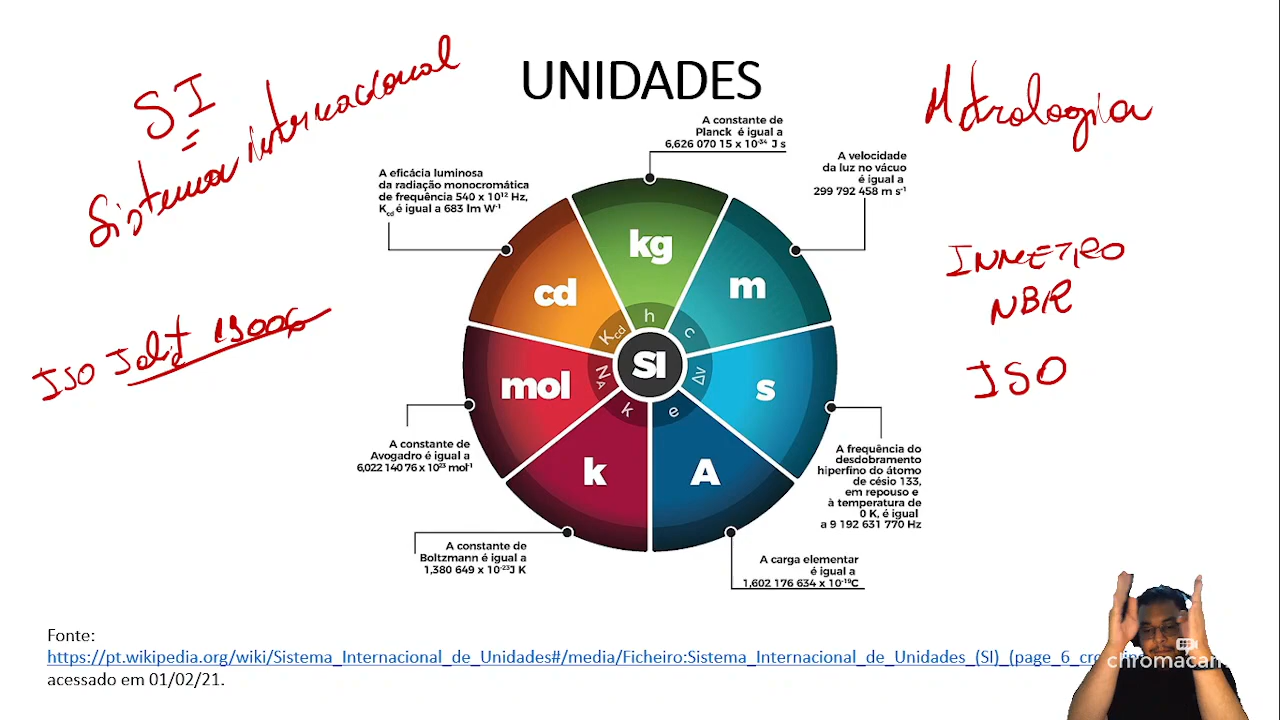 UNIDADES
SI
Sistema internacional
Metrologia
A constante de
Planck é igual a
6,626 070 15 x 10⁻³⁴ J s
A velocidade
da luz no vácuo
é igual a
299 792 458 m s⁻¹
A eficácia luminosa
da radiação monocromática
de frequência 540 x 10¹² Hz,
Kcd é igual a 683 lm W⁻¹
INMETRO
NBR
ISO
ISO
kg
m
s
A
k
mol
cd
h
c
Δν
e
k
NA
Kcd
SI
A constante de
Avogadro é igual a
6,022 140 76 x 10²³ mol⁻¹
A frequência do
desdobramento
hiperfino do átomo
de césio 133,
em repouso e
à temperatura de
0 K, é igual
a 9 192 631 770 Hz
A constante de
Boltzmann é igual a
1,380 649 x 10⁻²³J K
A carga elementar
é igual a
1,602 176 634 x 10⁻¹⁹C
Fonte:
https://pt.wikipedia.org/wiki/Sistema_Internacional_de_Unidades#/media/Ficheiro:Sistema_Internacional_de_Unidades_(SI)_(page_6_cro
acessado em 01/02/21.
chromacam